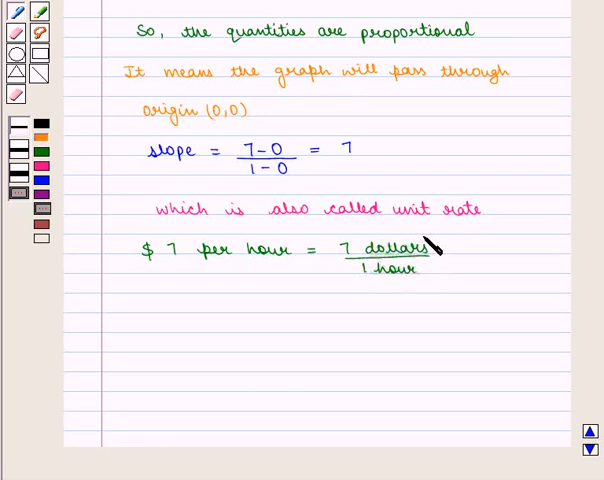 So, the quantities are proportional
It means the graph will pass through
origin (0,0)
slope = 7-0 / 1-0 = 7
which is also called unit rate
$ 7 per hour = 7 dollars / 1 hour